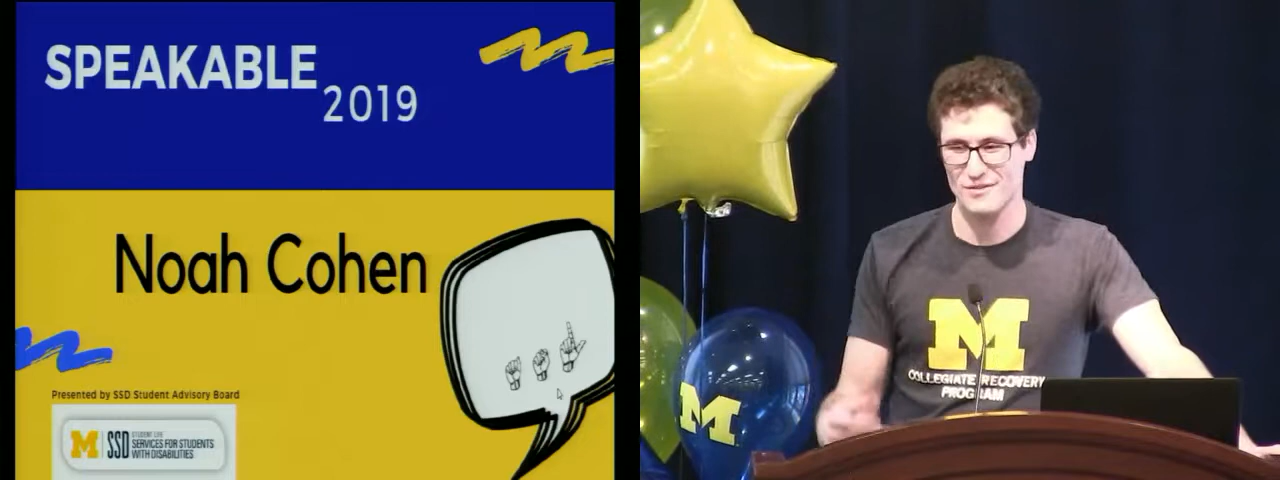 SPEAKABLE
2019
Noah Cohen
Presented by SSD Student Advisory Board
M
SSD
STUDENT LIFE
SERVICES FOR STUDENTS
WITH DISABILITIES
M
COLLEGIATE RECOVERY
PROGRAM
M